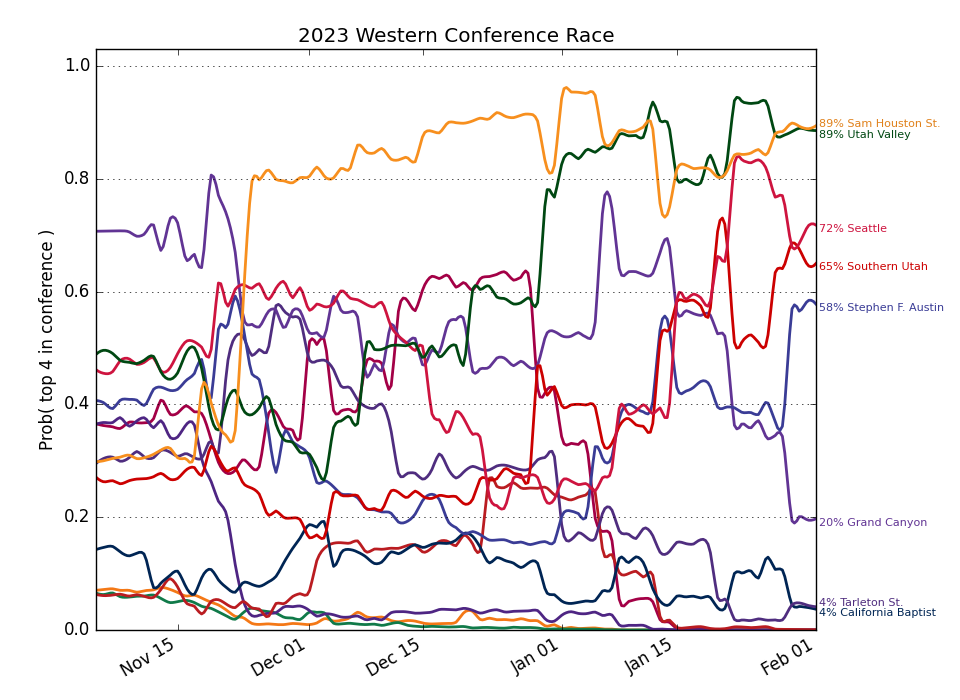 2023 Western Conference Race
Prob( top 4 in conference )
1.0
0.8
0.6
0.4
0.2
0.0
Nov 15
Dec 01
Dec 15
Jan 01
Jan 15
Feb 01
89% Sam Houston St.
89% Utah Valley
72% Seattle
65% Southern Utah
58% Stephen F. Austin
20% Grand Canyon
4% Tarleton St.
4% California Baptist